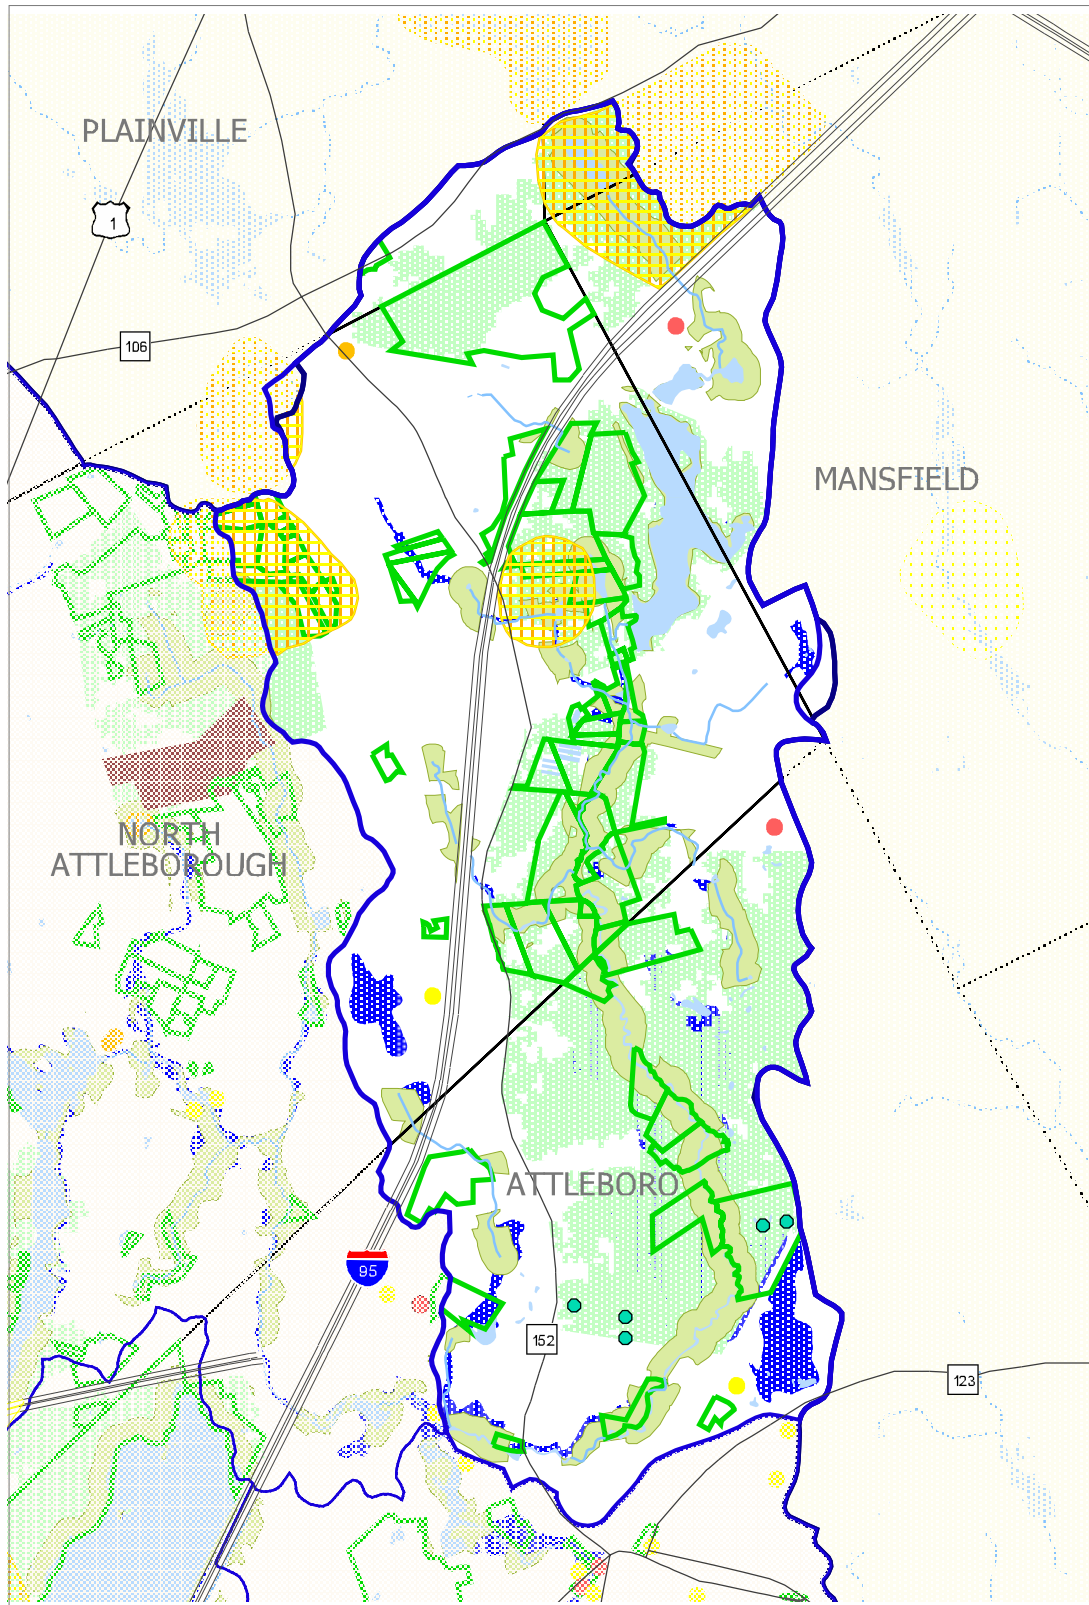 PLAINVILLE
1
106
MANSFIELD
NORTH
ATTLEBOROUGH
ATTLEBORO
95
152
123